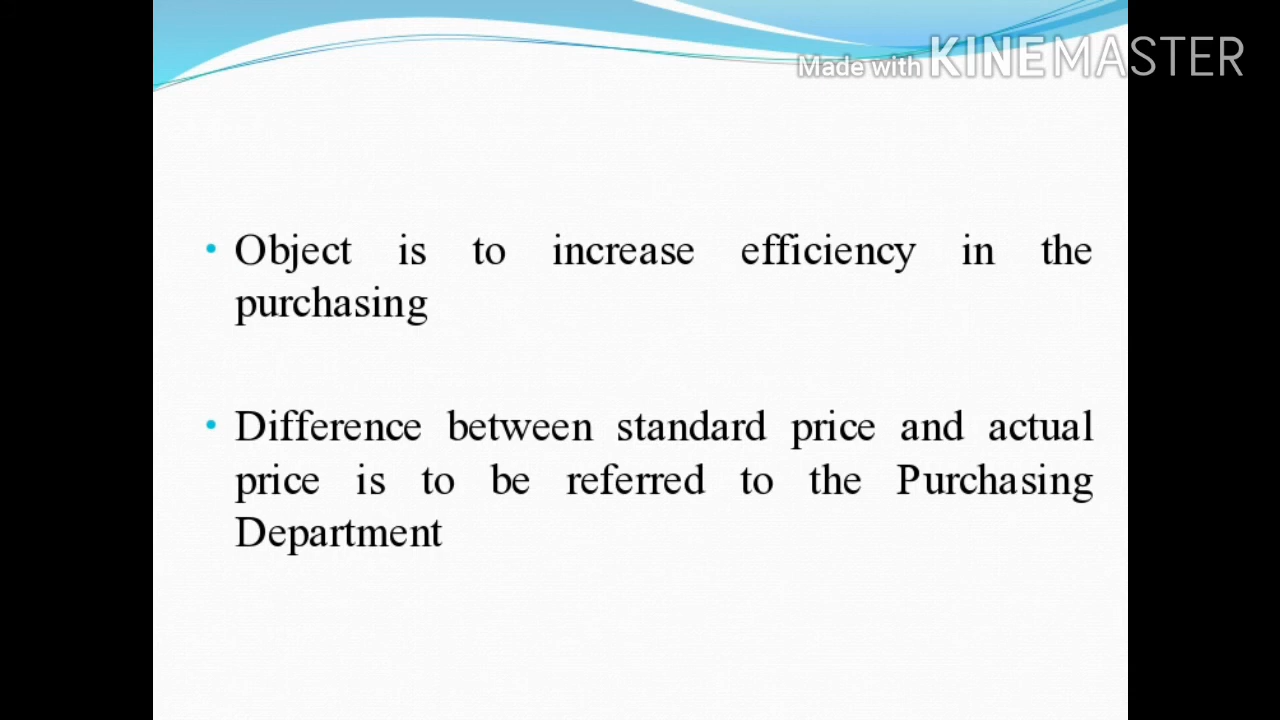 Made with KINEMASTER
• Object is to increase efficiency in the
purchasing
• Difference between standard price and actual
price is to be referred to the Purchasing
Department